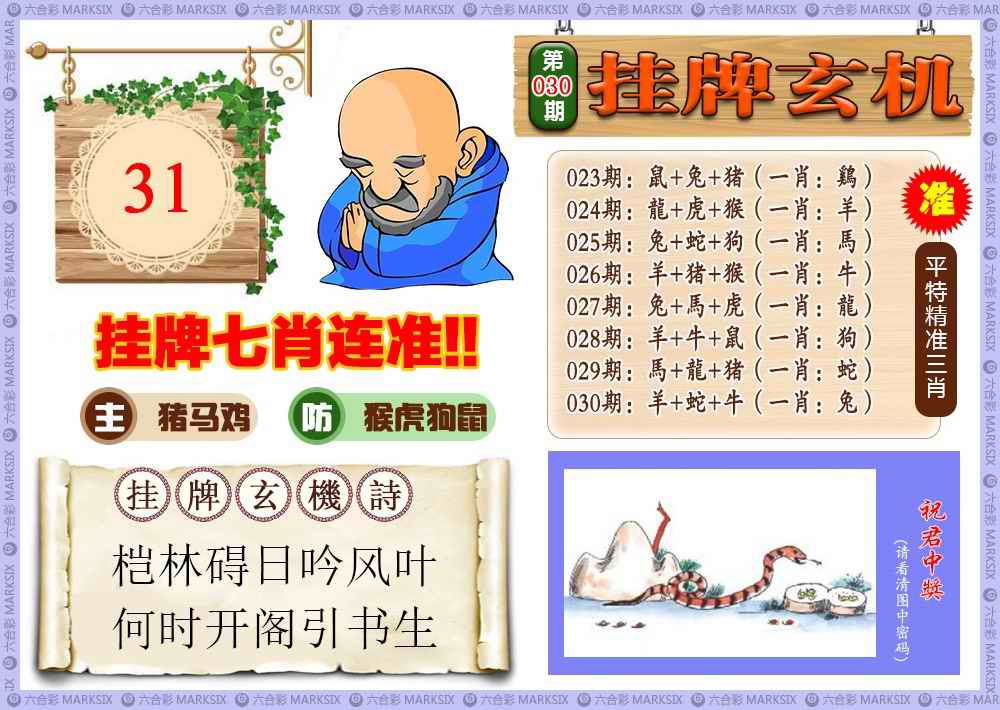 六合彩 MARKSIX
第
030
期
挂牌玄机
31
023期：鼠+兔+猪（一肖：鷄）
024期：龍+虎+猴（一肖：羊）
025期：兔+蛇+狗（一肖：馬）
026期：羊+猪+猴（一肖：牛）
027期：兔+馬+虎（一肖：龍）
028期：羊+牛+鼠（一肖：狗）
029期：馬+龍+猪（一肖：蛇）
030期：羊+蛇+牛（一肖：兔）
准
平特精准三肖
挂牌七肖连准!!
主 猪马鸡 防 猴虎狗鼠
挂牌玄機詩
桤林碍日吟风叶
何时开阁引书生
祝君中獎
（请看清图中密码）